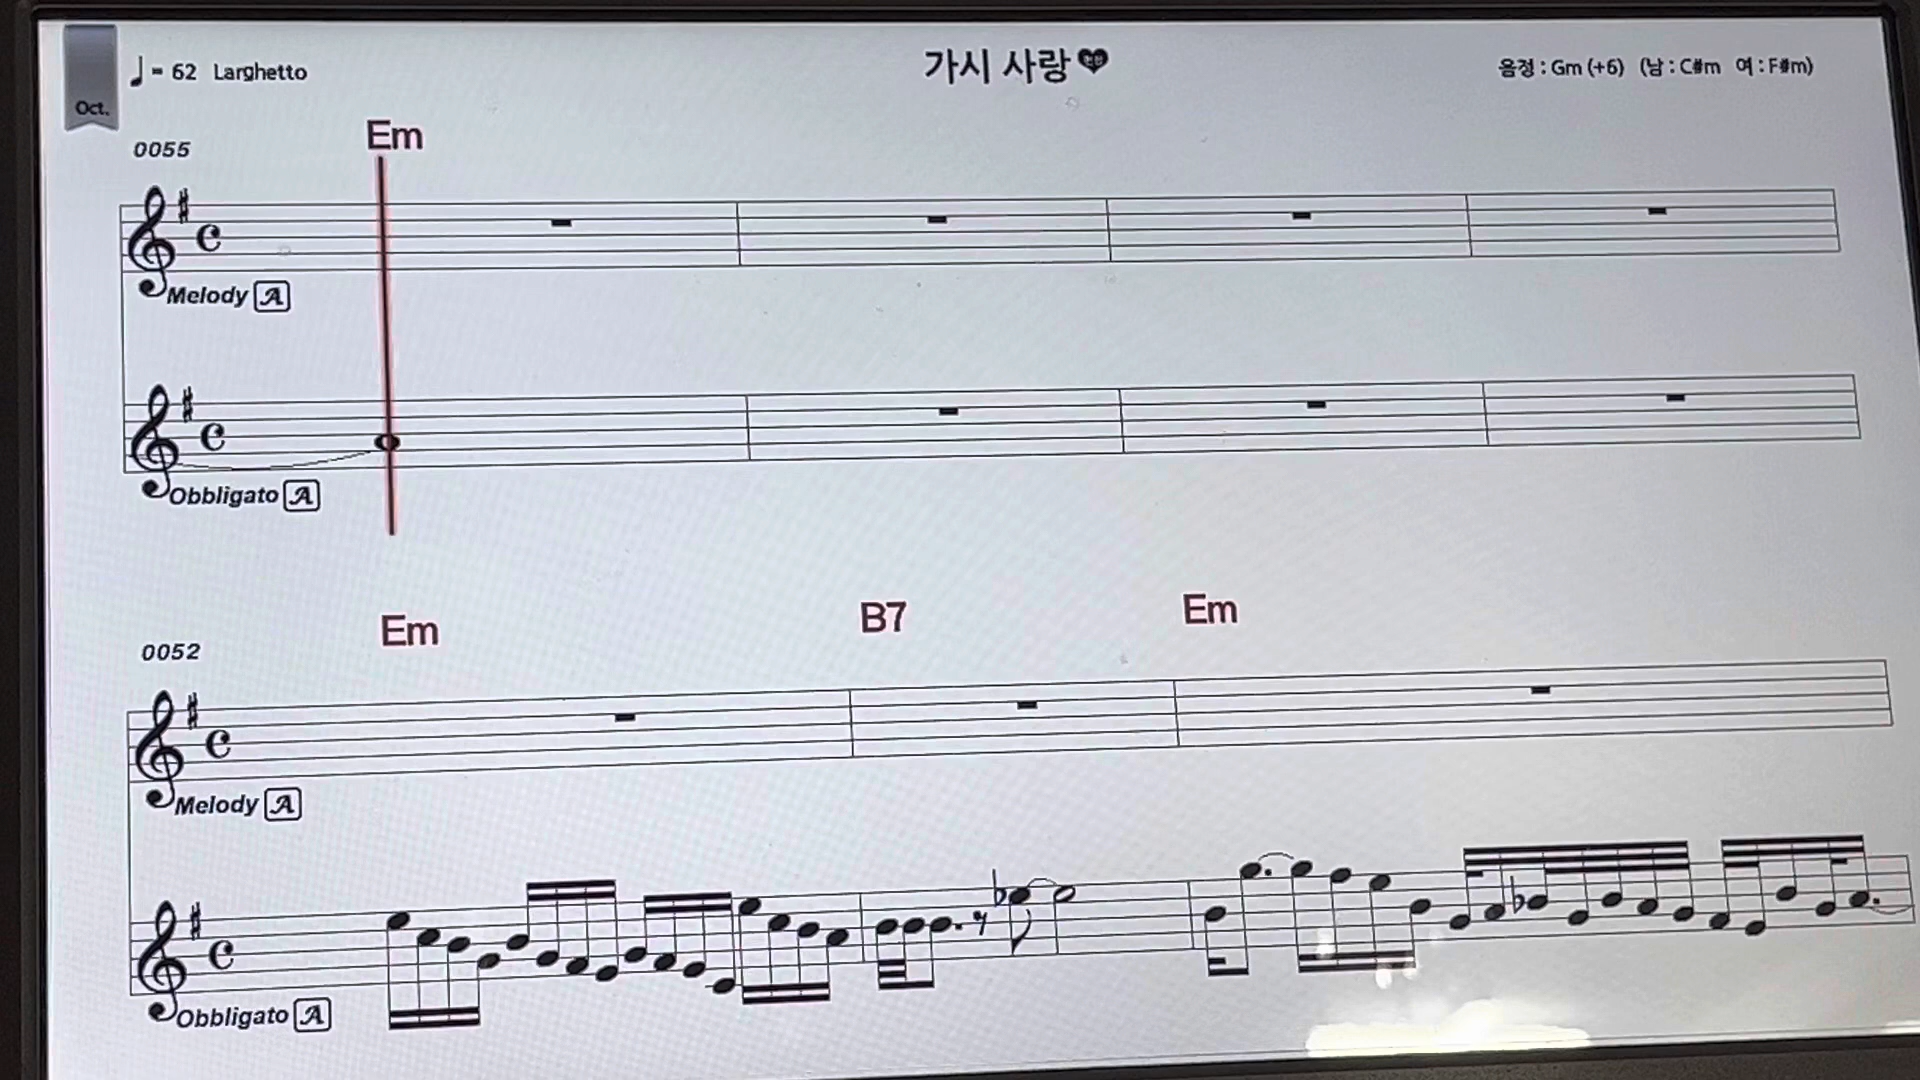 ♩= 62 Larghetto
가시 사랑
음정 : Gm (+6) (남 : C#m 여 : F#m)
Oct.
0055
Em
Melody A
Obbligato A
0052
Em B7 Em
Melody A
Obbligato A